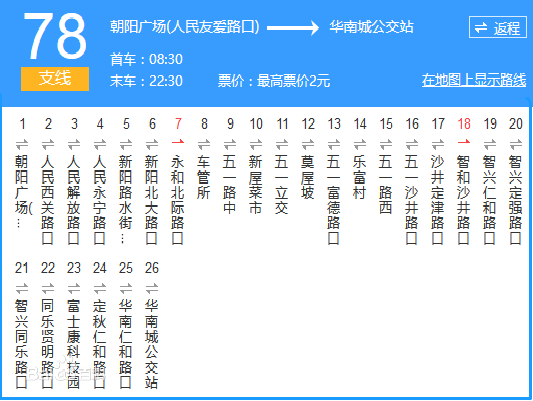 78
支线
朝阳广场(人民友爱路口) 华南城公交站
返程
首车：08:30
末车：22:30 票价：最高票价2元
在地图上显示路线
1 朝阳广场(…
2 人民西关路口
3 人民解放路口
4 人民永宁路口
5 新阳路水街…
6 新阳北大路口
7 永和北际路口
8 车管所
9 五一路中
10 新屋菜市
11 五一立交
12 莫屋坡
13 五一富德路口
14 乐富村
15 五一路西
16 五一沙井路口
17 沙井定津路口
18 智和沙井路口
19 智兴仁和路口
20 智兴定强路口
21 智兴同乐路口
22 同乐贤明路口
23 富士康科技园
24 定秋仁和路口
25 华南仁和路口
26 华南城公交站